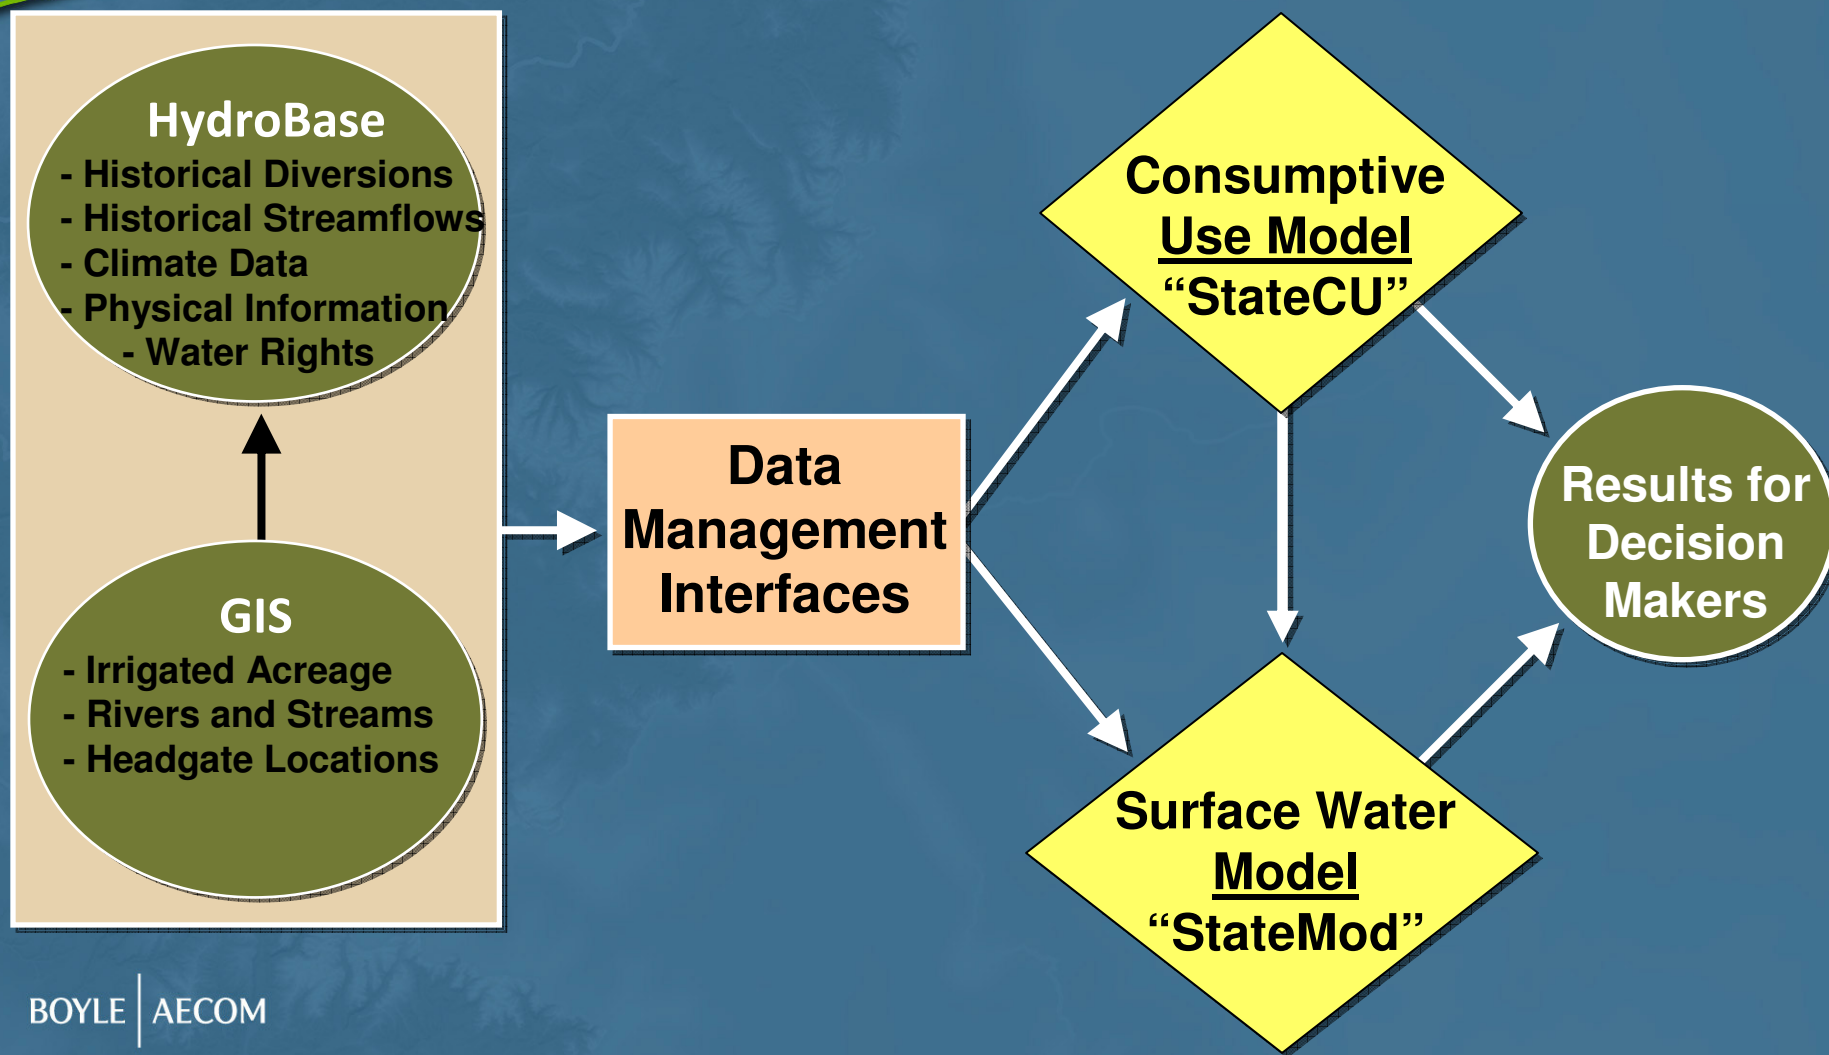 HydroBase
- Historical Diversions
- Historical Streamflows
- Climate Data
- Physical Information
- Water Rights
GIS
- Irrigated Acreage
- Rivers and Streams
- Headgate Locations
Data
Management
Interfaces
Consumptive
Use Model
“StateCU”
Surface Water
Model
“StateMod”
Results for
Decision
Makers
BOYLE | AECOM